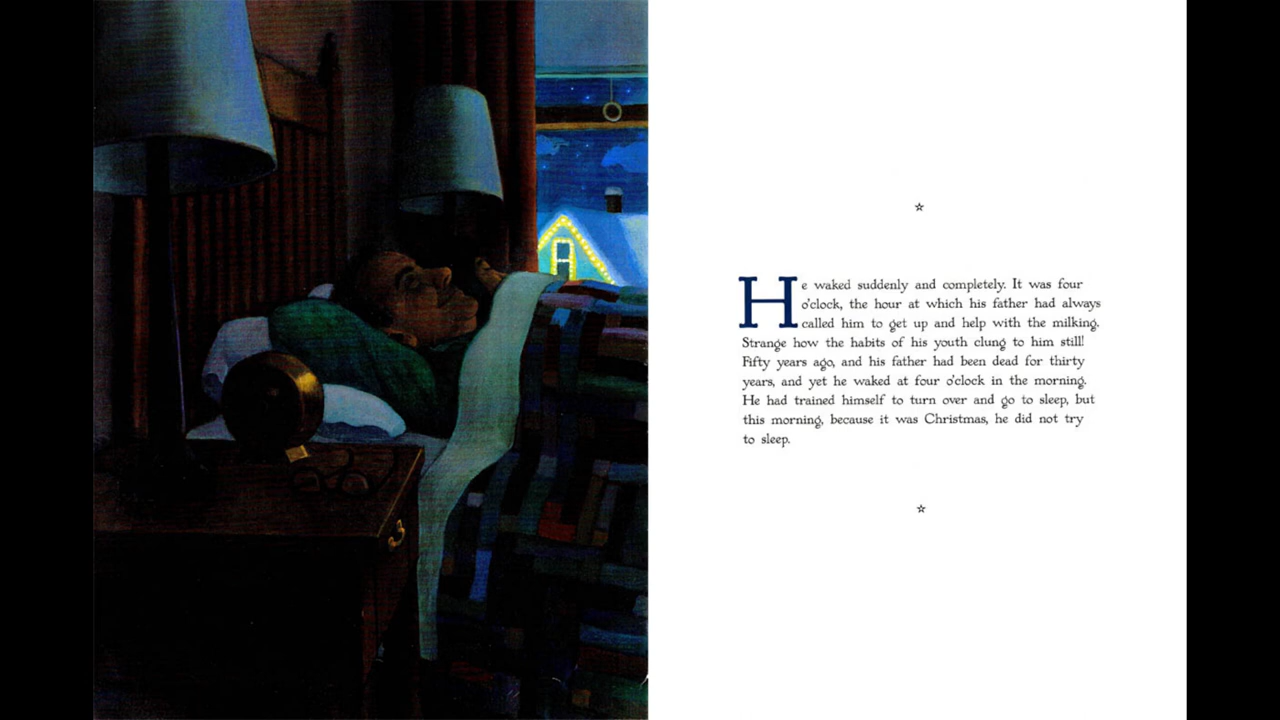 He waked suddenly and completely. It was four
o'clock, the hour at which his father had always
called him to get up and help with the milking.
Strange how the habits of his youth clung to him still!
Fifty years ago, and his father had been dead for thirty
years, and yet he waked at four o'clock in the morning.
He had trained himself to turn over and go to sleep, but
this morning, because it was Christmas, he did not try
to sleep.